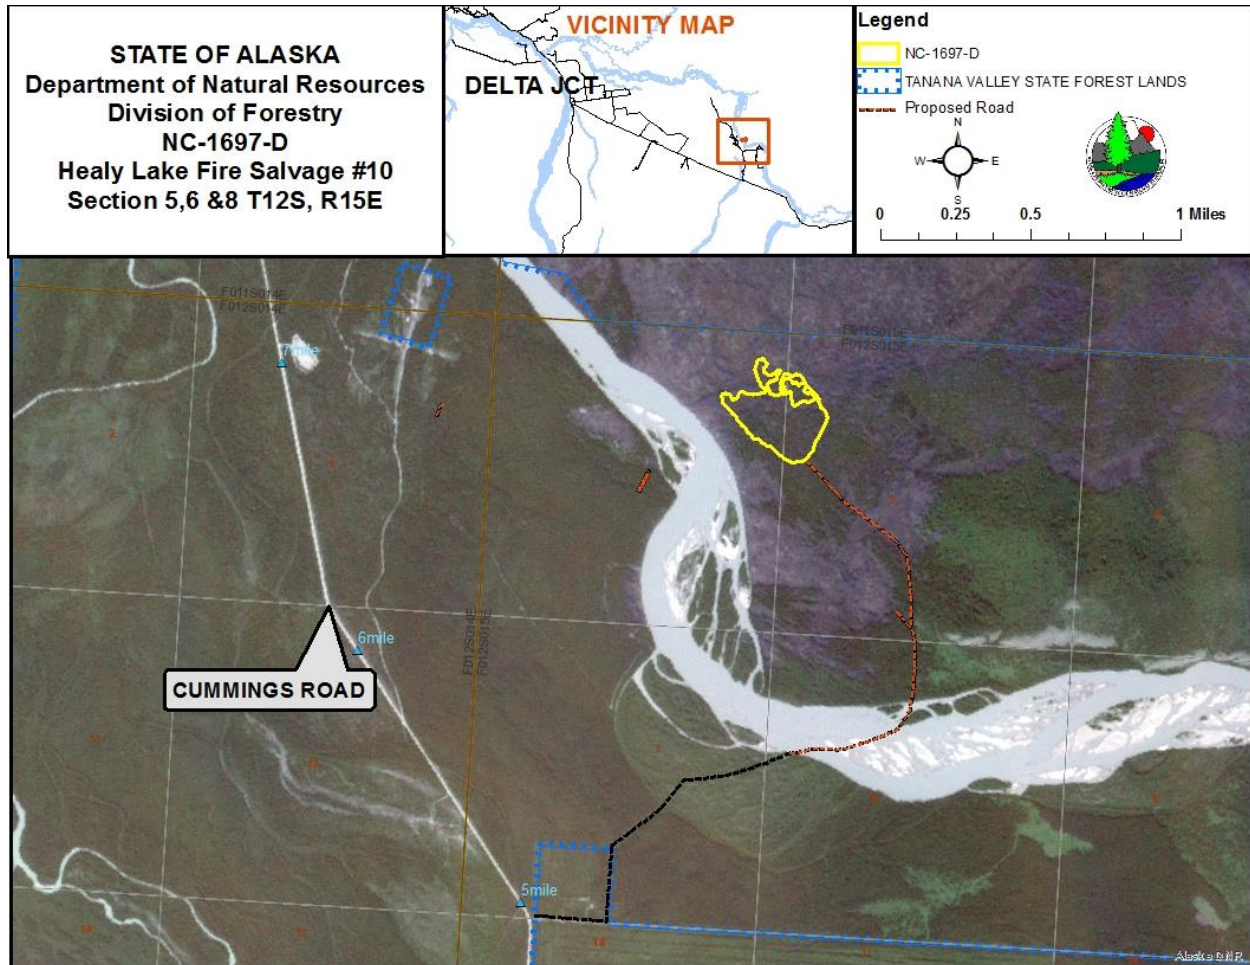 STATE OF ALASKA
Department of Natural Resources
Division of Forestry
NC-1697-D
Healy Lake Fire Salvage #10
Section 5,6 &8 T12S, R15E
VICINITY MAP
DELTA JCT
Legend
NC-1697-D
TANANA VALLEY STATE FOREST LANDS
Proposed Road
N
W
E
S
0
0.25
0.5
1 Miles
F011S014E
F012S014E
F011S015E
F012S015E
7mile
F012S014E
F012S015E
6mile
CUMMINGS ROAD
5mile
Alaska DNR